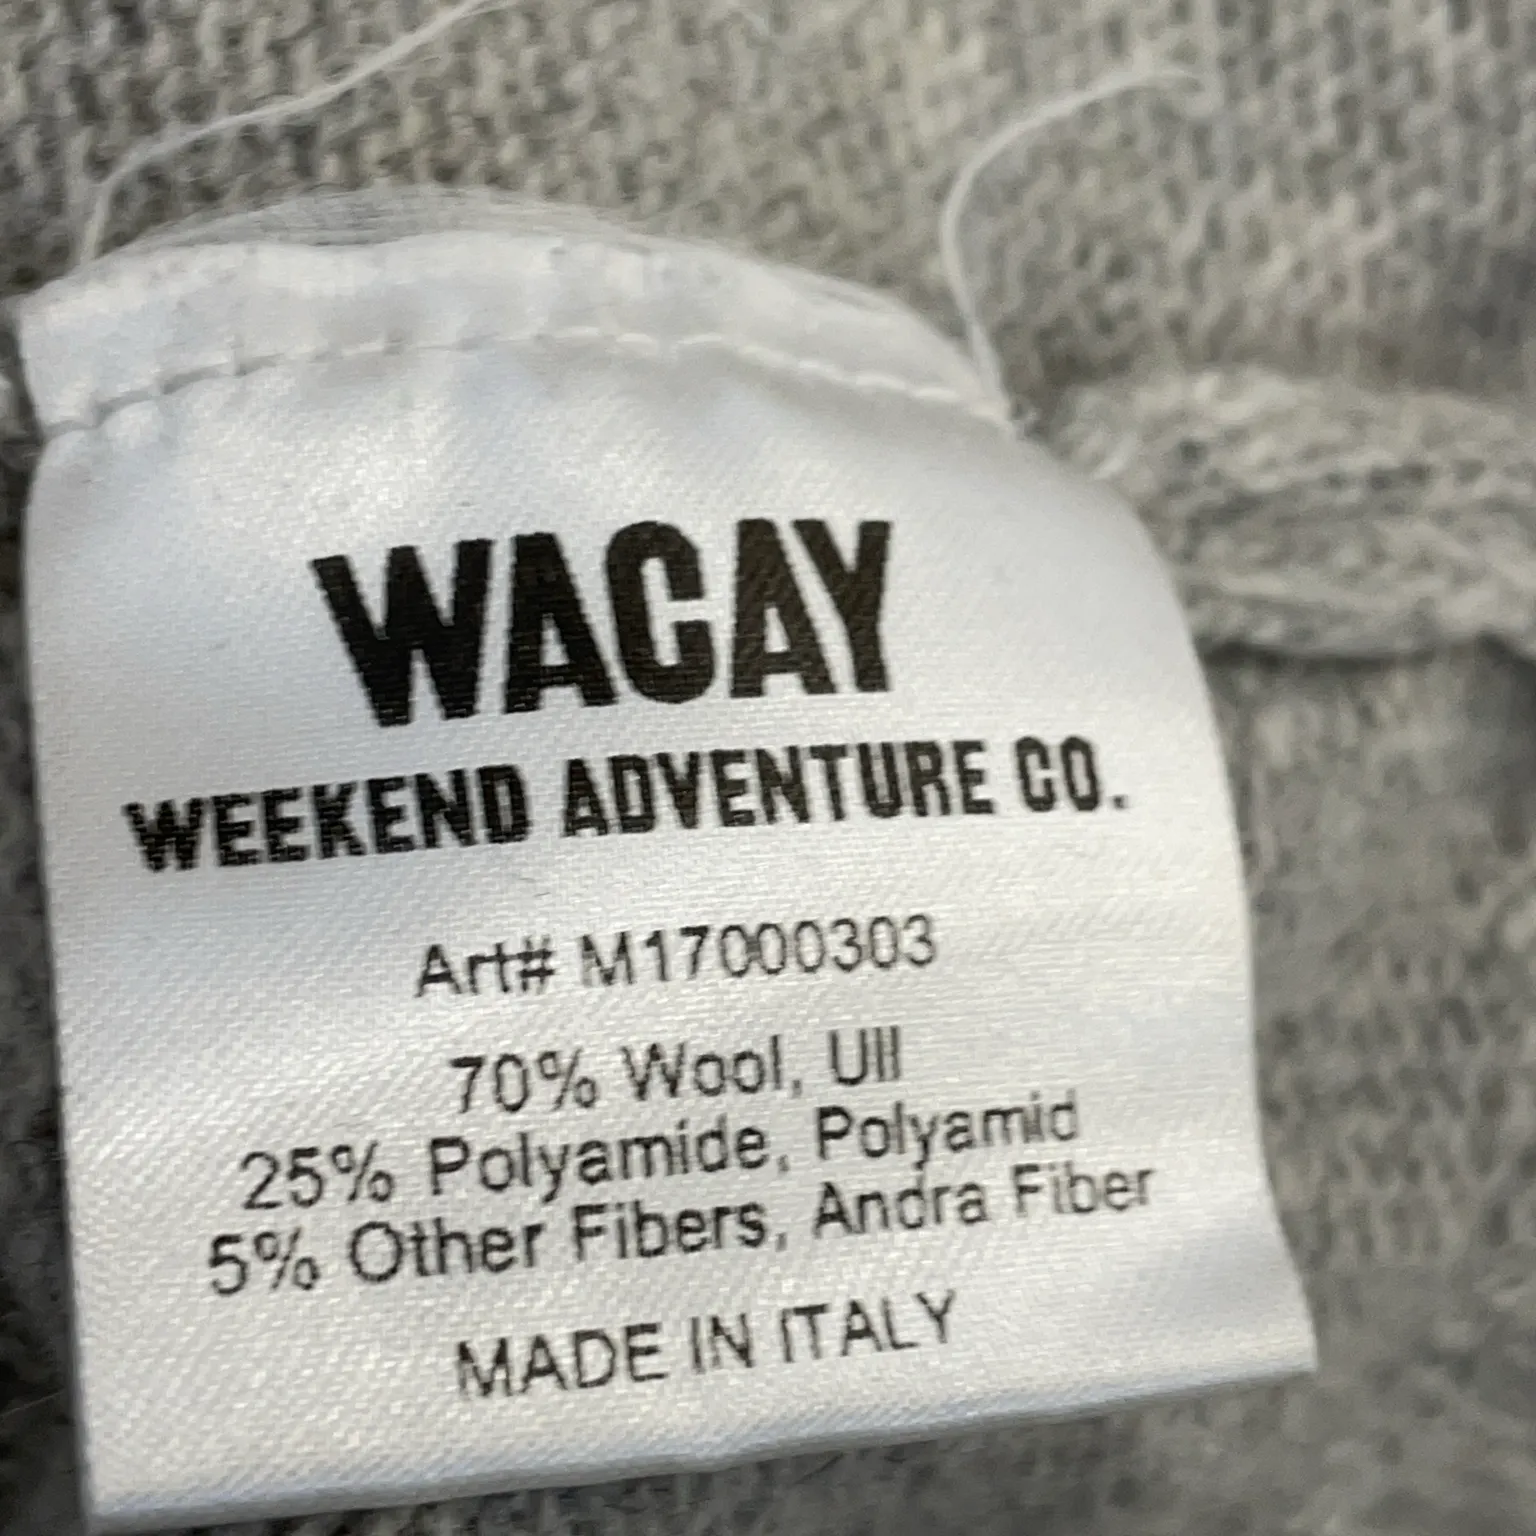 WACAY
WEEKEND ADVENTURE CO.
Art# M17000303
70% Wool, Ull
25% Polyamide, Polyamid
5% Other Fibers, Andra Fiber
MADE IN ITALY